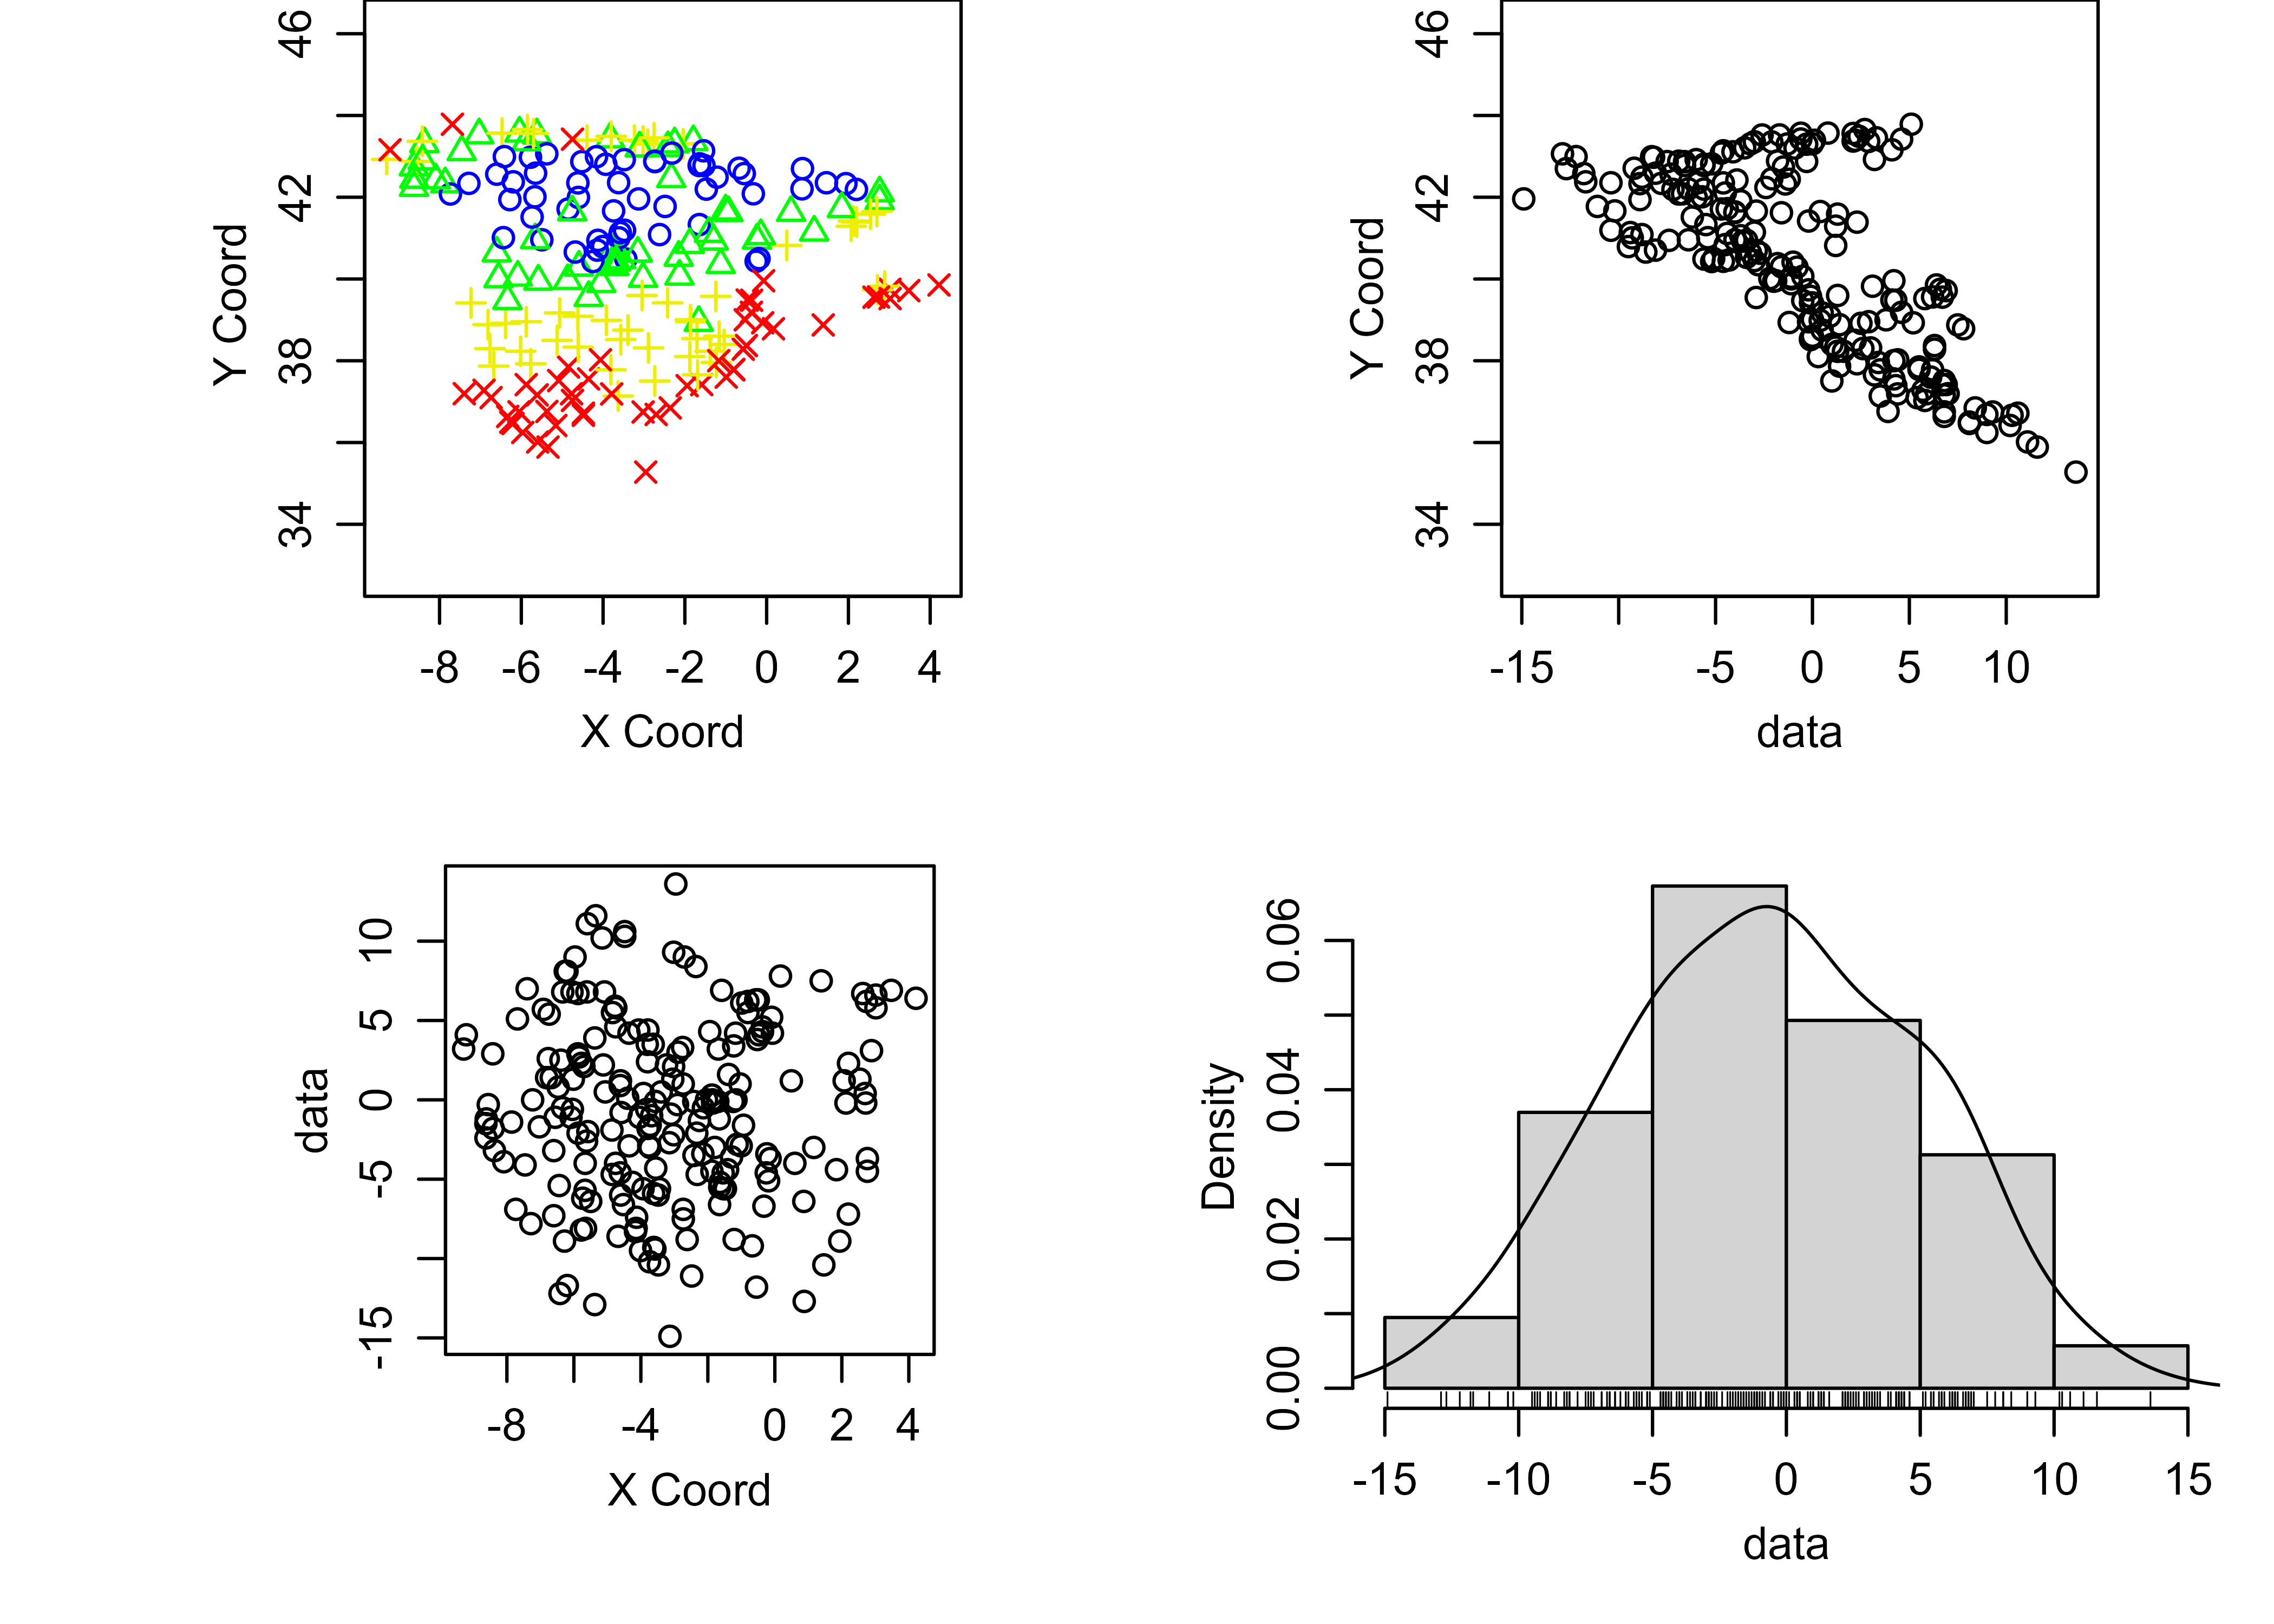 46
42
38
34
Y Coord
-8 -6 -4 -2 0 2 4
X Coord
46
42
38
34
Y Coord
-15 -5 0 5 10
data
10
5
0
-5
-15
data
-8 -4 0 2 4
X Coord
0.06
0.04
0.02
0.00
Density
-15 -10 -5 0 5 10 15
data